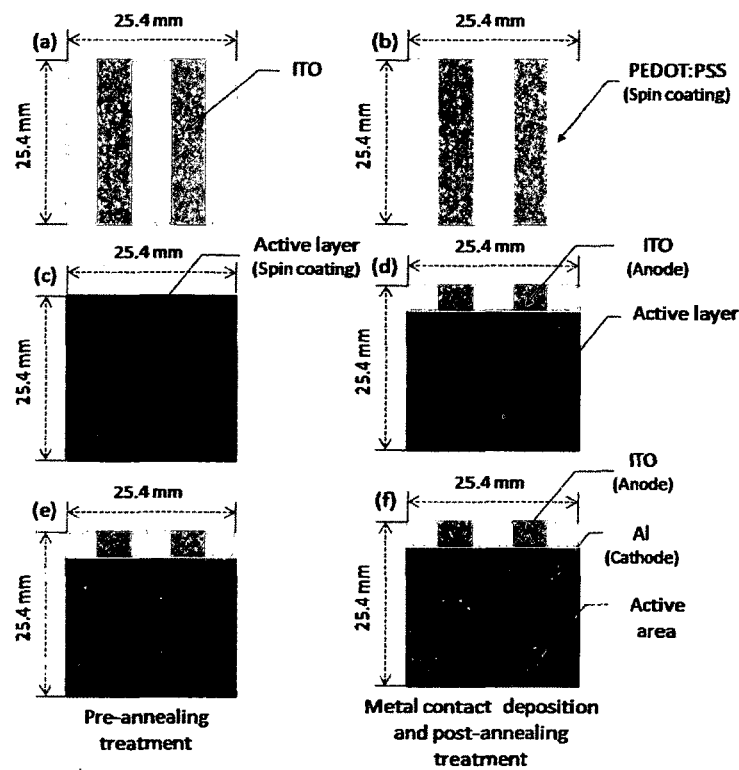 25.4 mm
(a)
ITO
25.4 mm
25.4 mm
(b)
PEDOT:PSS
(Spin coating)
25.4 mm
25.4 mm
(c)
Active layer
(Spin coating)
25.4 mm
25.4 mm
(d)
ITO
(Anode)
Active layer
25.4 mm
25.4 mm
(e)
25.4 mm
Pre-annealing
treatment
25.4 mm
(f)
ITO
(Anode)
Al
(Cathode)
Active
area
25.4 mm
Metal contact deposition
and post-annealing
treatment